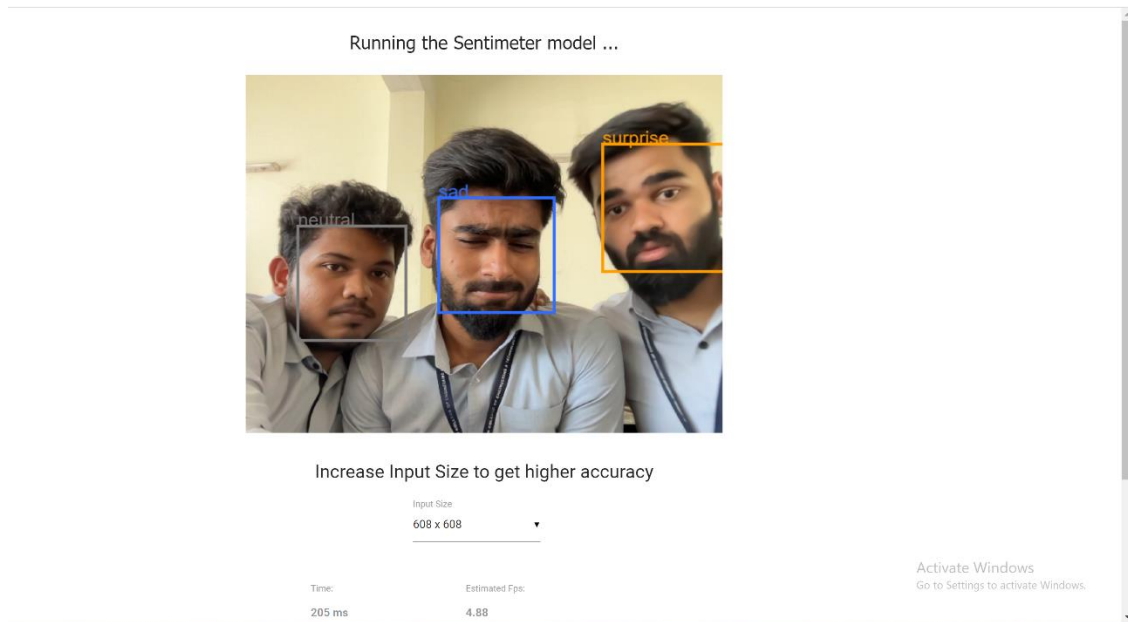 Running the Sentimeter model ...
surprise
sad
neutral
Increase Input Size to get higher accuracy
Input Size
608 x 608
Time:
Estimated Fps:
205 ms
4.88
Activate Windows
Go to Settings to activate Windows.